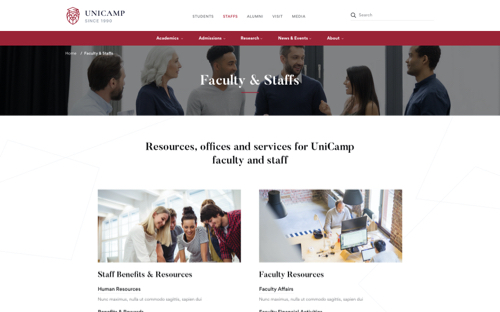 UNICAMP
SINCE 1990
STUDENTS
STAFFS
ALUMNI
VISIT
MEDIA
Search
Academics
Admissions
Research
News & Events
About
Home / Faculty & Staffs
Faculty & Staffs
Resources, offices and services for UniCamp
faculty and staff
Staff Benefits & Resources
Human Resources
Nunc maximus, nulla ut commodo sagittis, sapien dui
Benefits & Rewards
Faculty Resources
Faculty Affairs
Nunc maximus, nulla ut commodo sagittis, sapien dui
Faculty Financial Activities